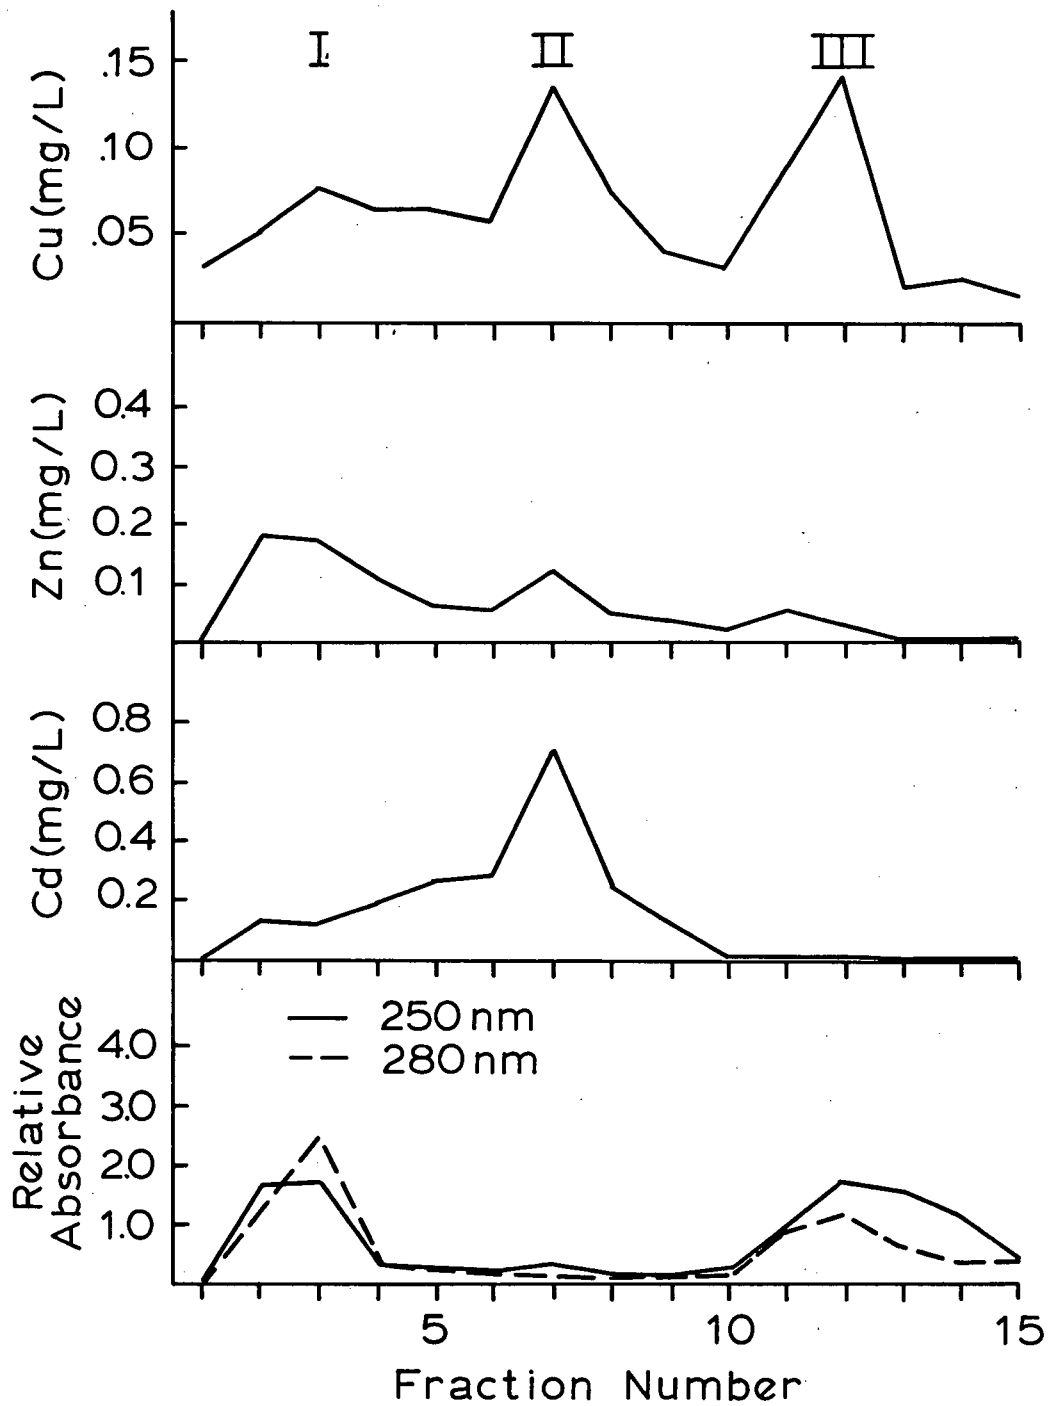 I II III
Cu (mg/L)
.15
.10
.05
Zn (mg/L)
0.4
0.3
0.2
0.1
Cd (mg/L)
0.8
0.6
0.4
0.2
Relative
Absorbance
4.0
3.0
2.0
1.0
250 nm
280 nm
5 10 15
Fraction Number